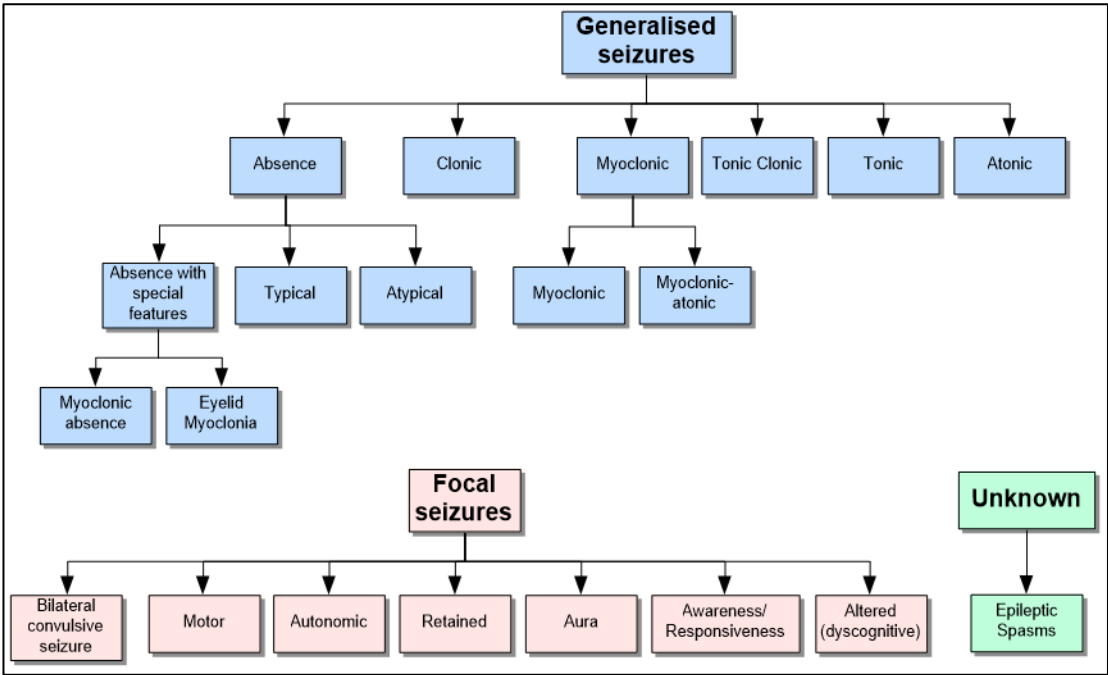 Generalised
seizures
Absence
Clonic
Myoclonic
Tonic Clonic
Tonic
Atonic
Absence with
special
features
Typical
Atypical
Myoclonic
Myoclonic-
atonic
Myoclonic
absence
Eyelid
Myoclonia
Focal
seizures
Unknown
Bilateral
convulsive
seizure
Motor
Autonomic
Retained
Aura
Awareness/
Responsiveness
Altered
(dyscognitive)
Epileptic
Spasms